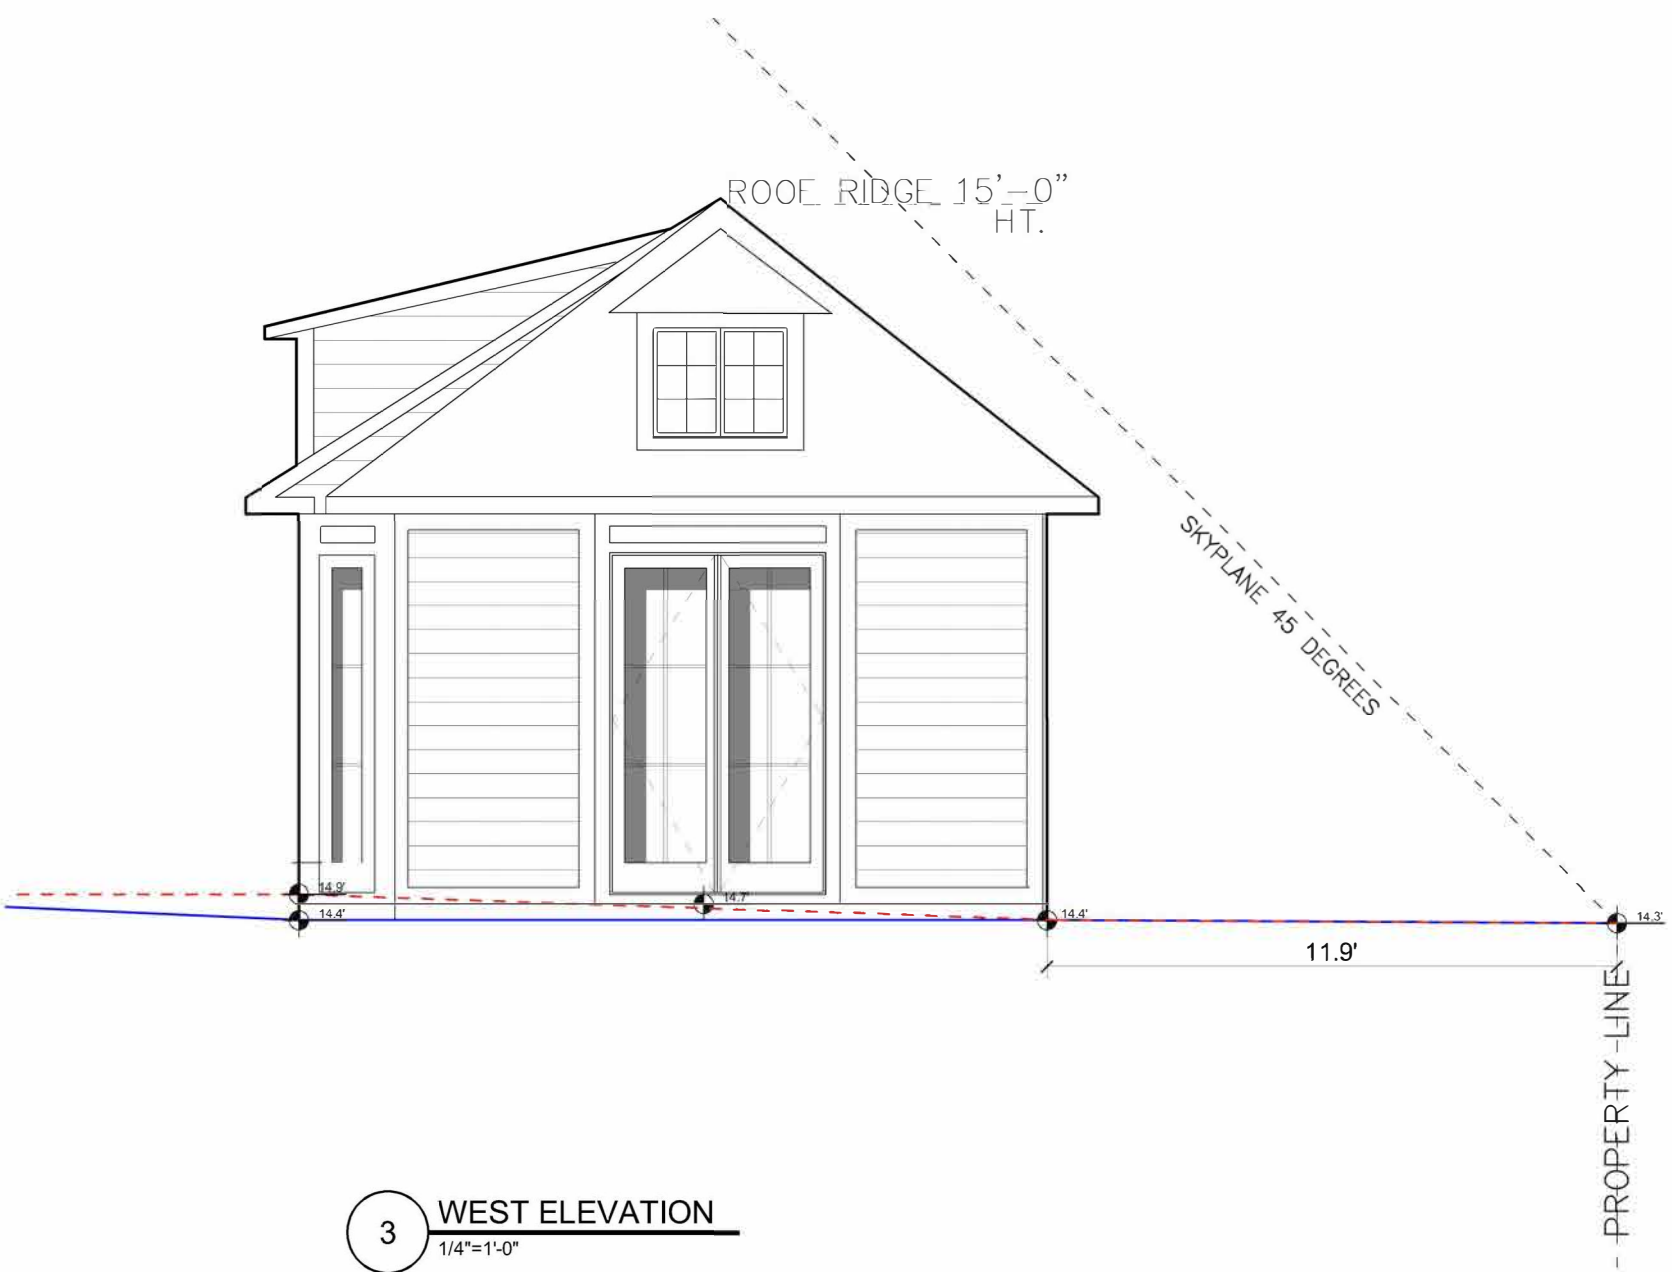 ROOF RIDGE 15'-0"
HT.
SKYPLANE 45 DEGREES
14.9'
14.7'
14.4'
14.4'
14.3'
11.9'
PROPERTY LINE
3
WEST ELEVATION
1/4"=1'-0"